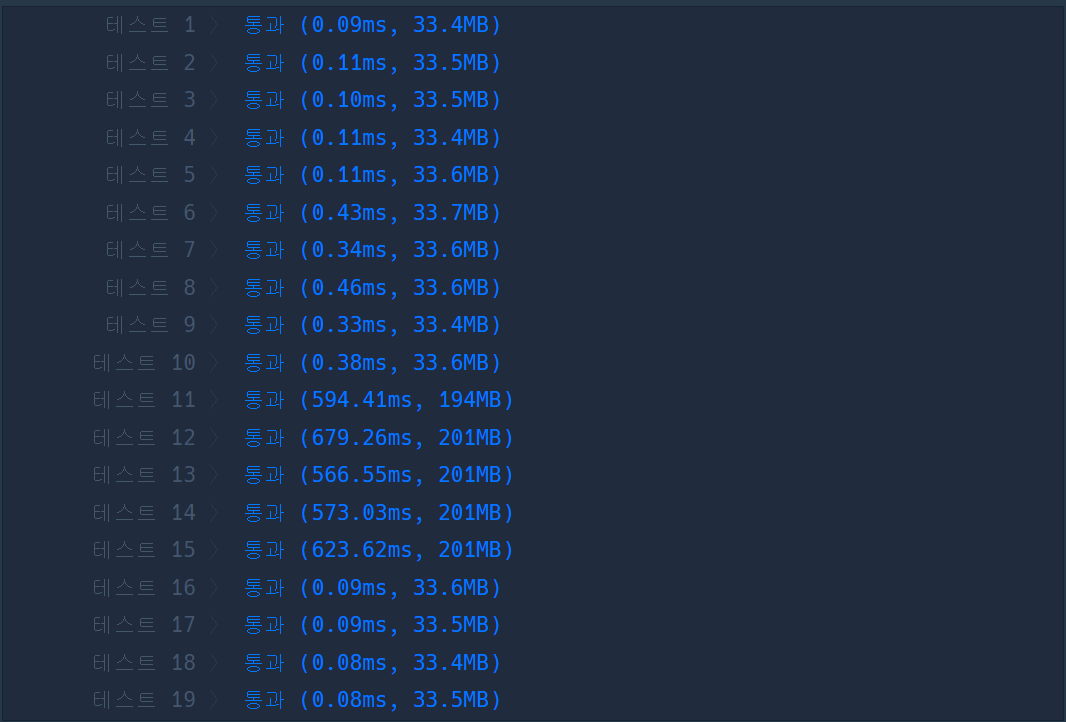 테스트 1 〉 통과 (0.09ms, 33.4MB)
테스트 2 〉 통과 (0.11ms, 33.5MB)
테스트 3 〉 통과 (0.10ms, 33.5MB)
테스트 4 〉 통과 (0.11ms, 33.4MB)
테스트 5 〉 통과 (0.11ms, 33.6MB)
테스트 6 〉 통과 (0.43ms, 33.7MB)
테스트 7 〉 통과 (0.34ms, 33.6MB)
테스트 8 〉 통과 (0.46ms, 33.6MB)
테스트 9 〉 통과 (0.33ms, 33.4MB)
테스트 10 〉 통과 (0.38ms, 33.6MB)
테스트 11 〉 통과 (594.41ms, 194MB)
테스트 12 〉 통과 (679.26ms, 201MB)
테스트 13 〉 통과 (566.55ms, 201MB)
테스트 14 〉 통과 (573.03ms, 201MB)
테스트 15 〉 통과 (623.62ms, 201MB)
테스트 16 〉 통과 (0.09ms, 33.6MB)
테스트 17 〉 통과 (0.09ms, 33.5MB)
테스트 18 〉 통과 (0.08ms, 33.4MB)
테스트 19 〉 통과 (0.08ms, 33.5MB)